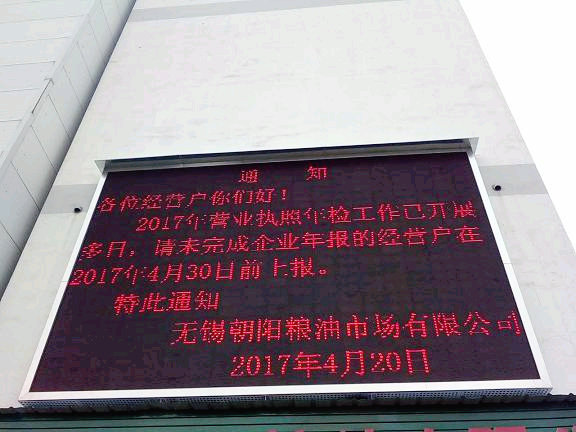 通 知
各位经营户你们好！
2017年营业执照年检工作已开展
多日，请未完成企业年报的经营户在
2017年4月30日前上报。
特此通知
无锡朝阳粮油市场有限公司
2017年4月20日